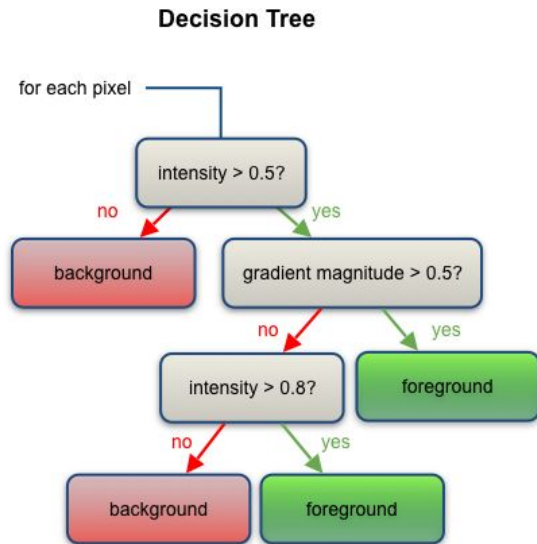 Decision Tree
for each pixel
intensity > 0.5?
no
yes
background
gradient magnitude > 0.5?
no
yes
intensity > 0.8?
foreground
no
yes
background
foreground